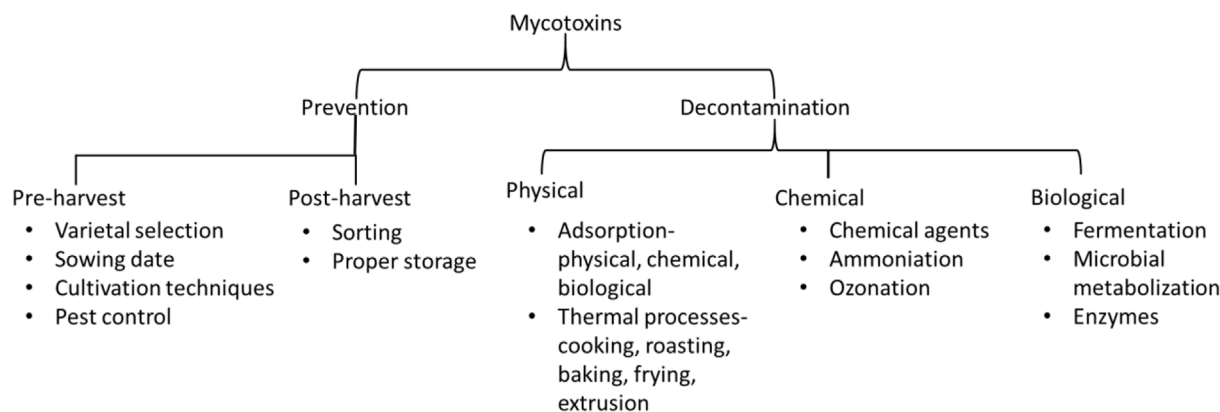 Mycotoxins
Prevention
Decontamination
Pre-harvest
• Varietal selection
• Sowing date
• Cultivation techniques
• Pest control
Post-harvest
• Sorting
• Proper storage
Physical
• Adsorption-
physical, chemical,
biological
• Thermal processes-
cooking, roasting,
baking, frying,
extrusion
Chemical
• Chemical agents
• Ammoniation
• Ozonation
Biological
• Fermentation
• Microbial
metabolization
• Enzymes